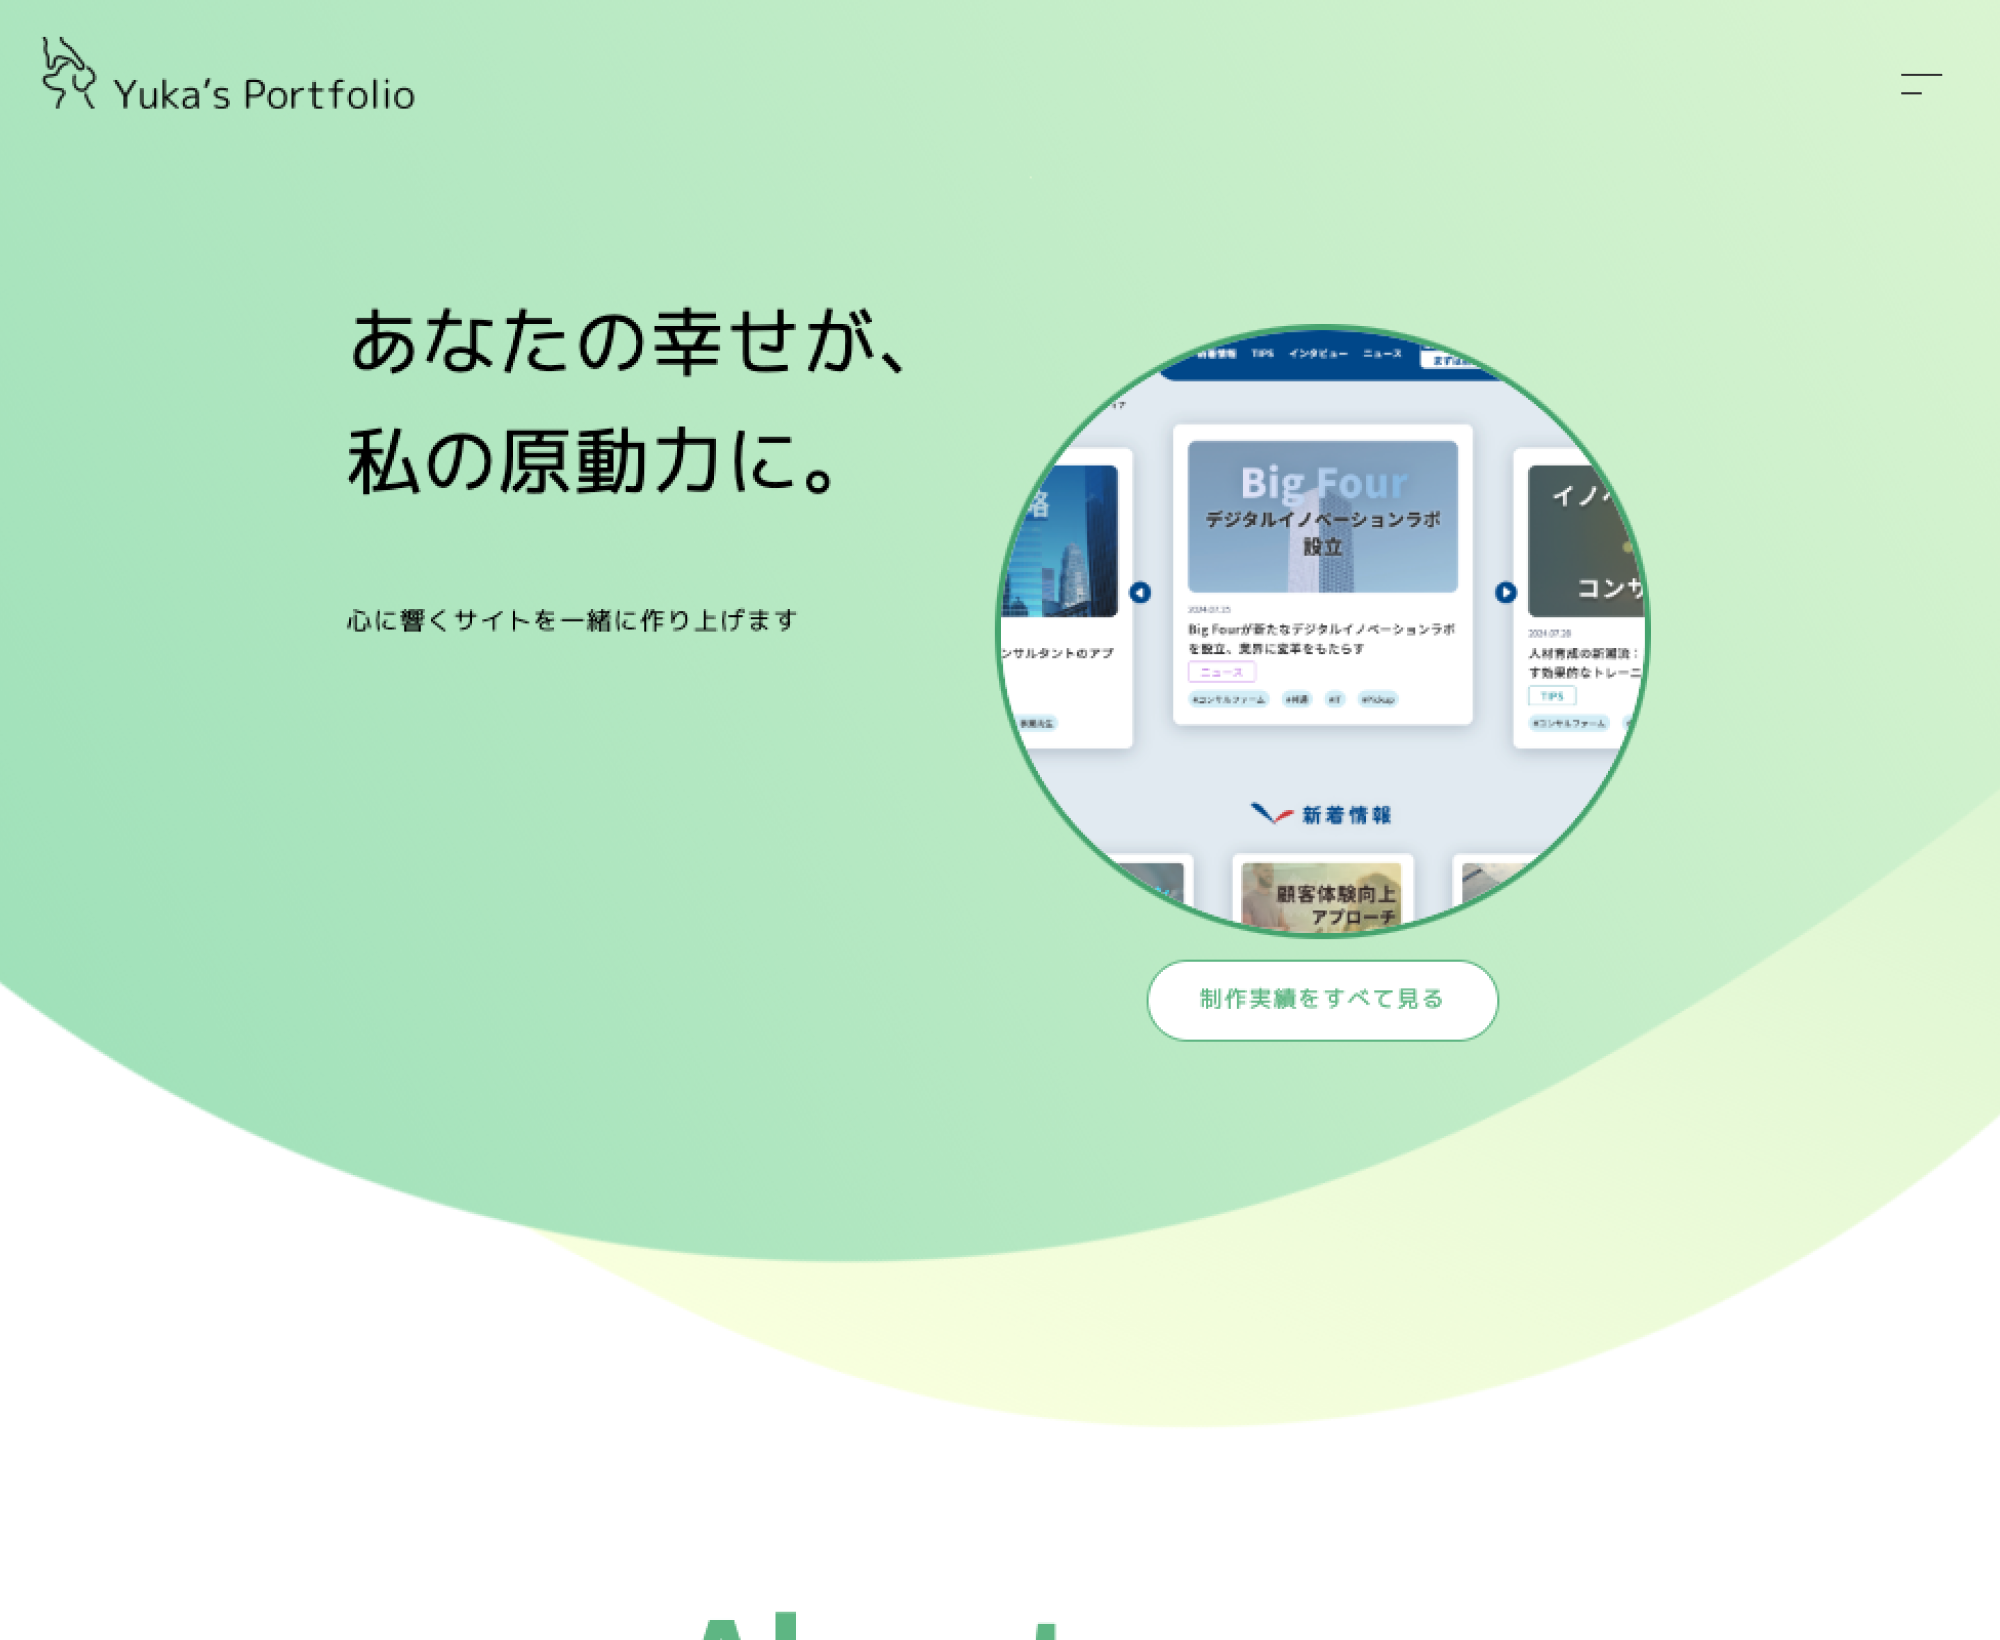 Yuka's Portfolio
あなたの幸せが、
私の原動力に。
心に響くサイトを一緒に作り上げます
新着情報 TIPS インタビュー ニュース
Big Four
デジタルイノベーションラボ
設立
2024.07.25
Big Fourが新たなデジタルイノベーションラボ
を設立、業界に変革をもたらす
ニュース
#コンサルファーム #IT #Pickup
ンサルタントのアプ
イノベ
コンサ
2024.07.20
人材育成の新潮流:
す効果的なトレーニ
TIPS
#コンサルファーム
新着情報
顧客体験向上
アプローチ
制作実績をすべて見る
About